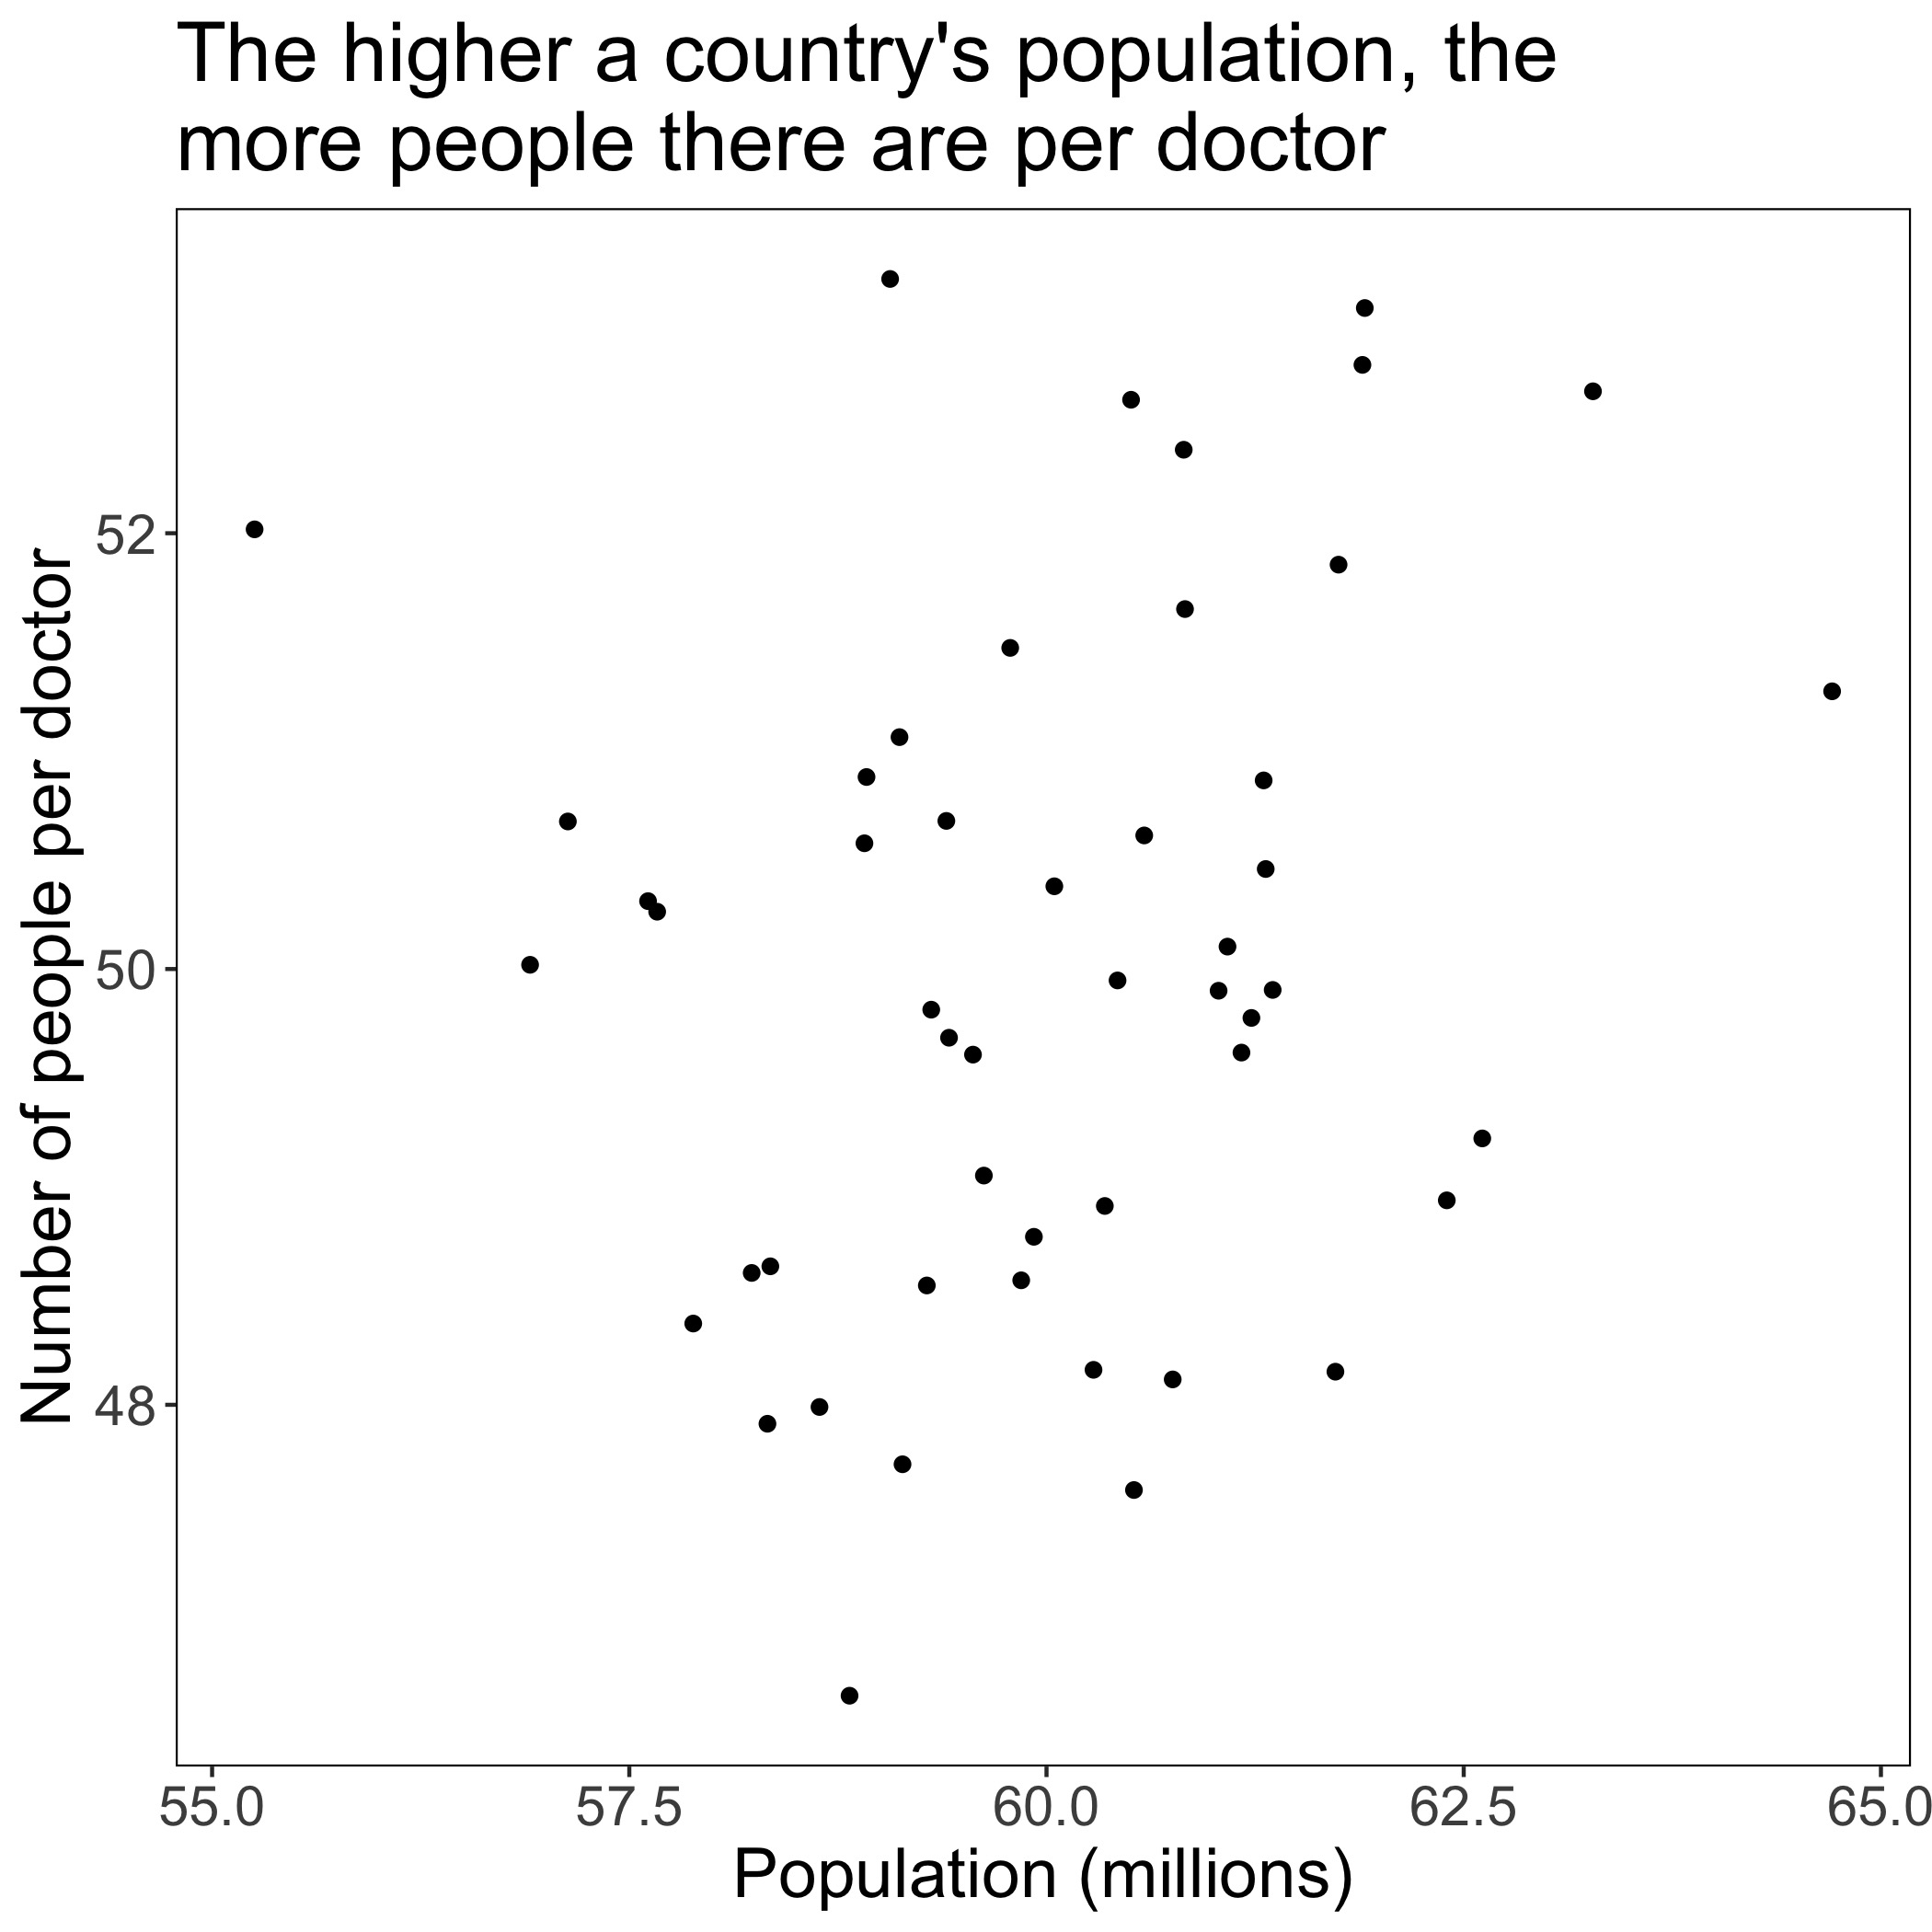 The higher a country's population, the
more people there are per doctor
Number of people per doctor
52
50
48
55.0
57.5
60.0
62.5
65.0
Population (millions)